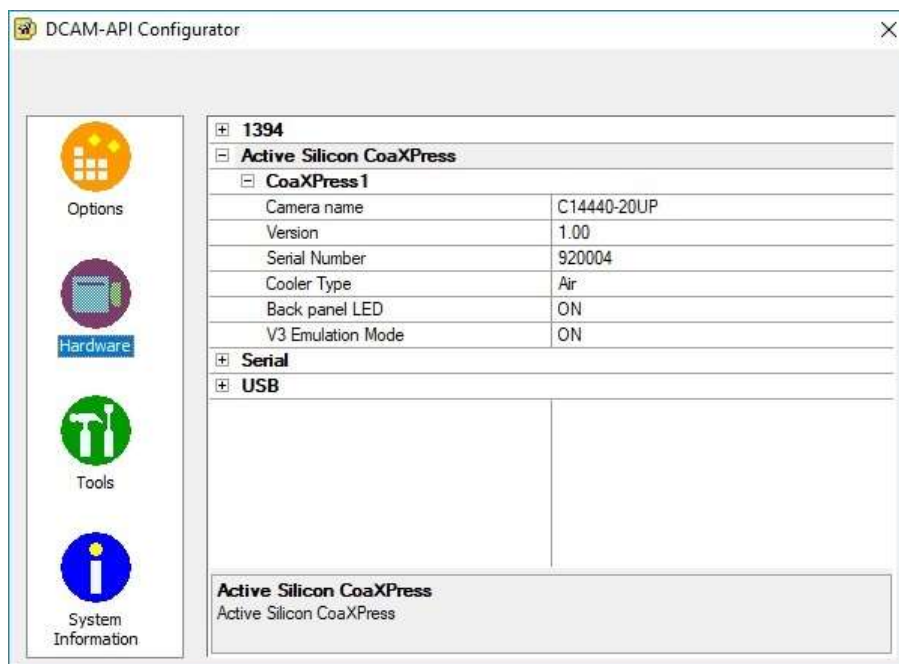 DCAM-API Configurator
Options
Hardware
Tools
System
Information
1394
Active Silicon CoaXPress
CoaXPress1
Camera name C14440-20UP
Version 1.00
Serial Number 920004
Cooler Type Air
Back panel LED ON
V3 Emulation Mode ON
Serial
USB
Active Silicon CoaXPress
Active Silicon CoaXPress